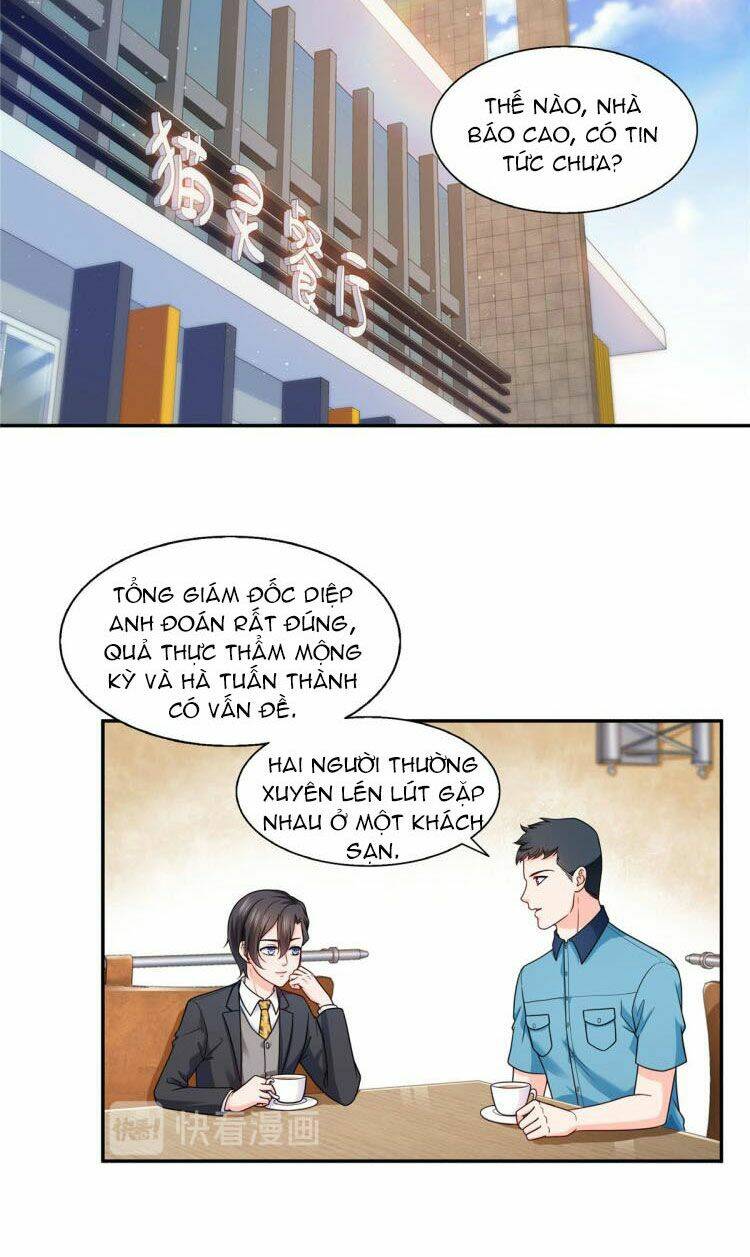 THẾ NÀO, NHÀ
BÁO CAO, CÓ TIN
TỨC CHƯA?
猫灵餐厅
TỔNG GIÁM ĐỐC DIỆP
ANH ĐOÁN RẤT ĐÚNG,
QUẢ THỰC THẨM MỘNG
KỲ VÀ HÀ TUẤN THÀNH
CÓ VẤN ĐỀ.
HAI NGƯỜI THƯỜNG
XUYÊN LÉN LÚT GẶP
NHAU Ở MỘT KHÁCH
SẠN.
快看! 快看漫画